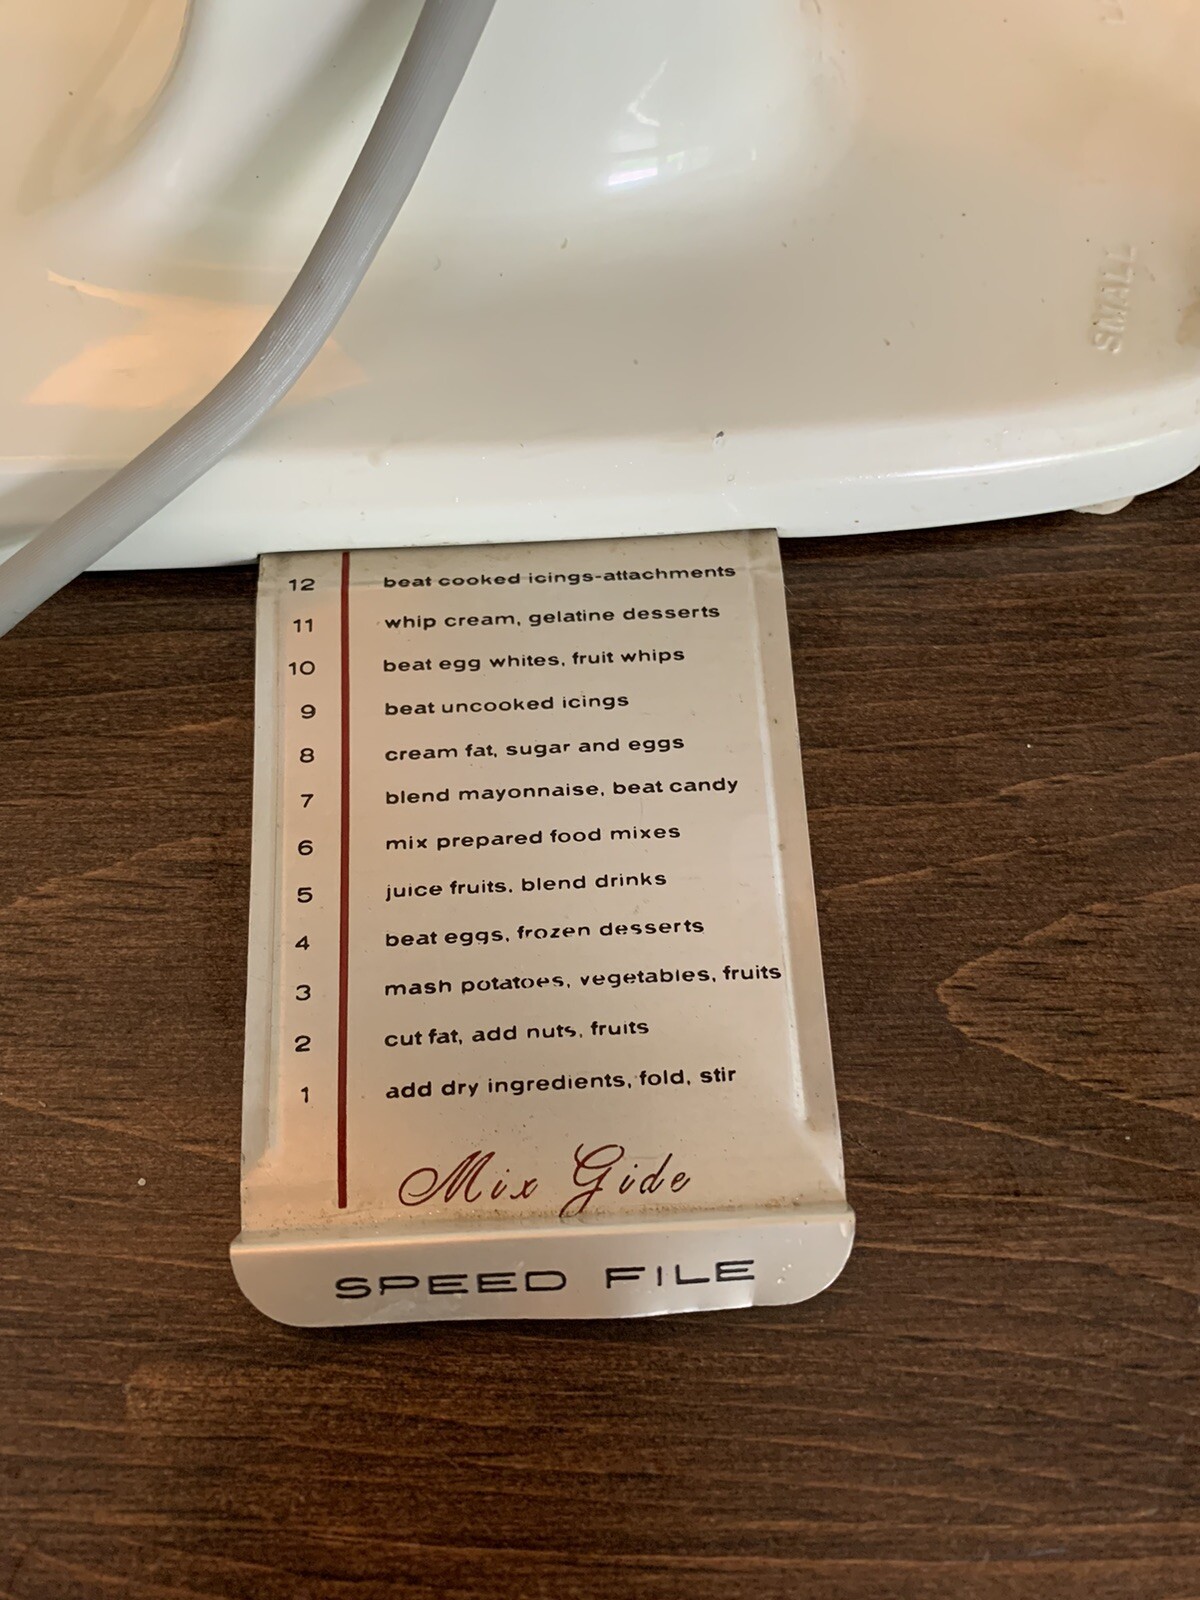 SMALL
12 beat cooked icings-attachments
11 whip cream, gelatine desserts
10 beat egg whites, fruit whips
9 beat uncooked icings
8 cream fat, sugar and eggs
7 blend mayonnaise, beat candy
6 mix prepared food mixes
5 juice fruits, blend drinks
4 beat eggs, frozen desserts
3 mash potatoes, vegetables, fruits
2 cut fat, add nuts, fruits
1 add dry ingredients, fold, stir
Mix Gide
SPEED FILE